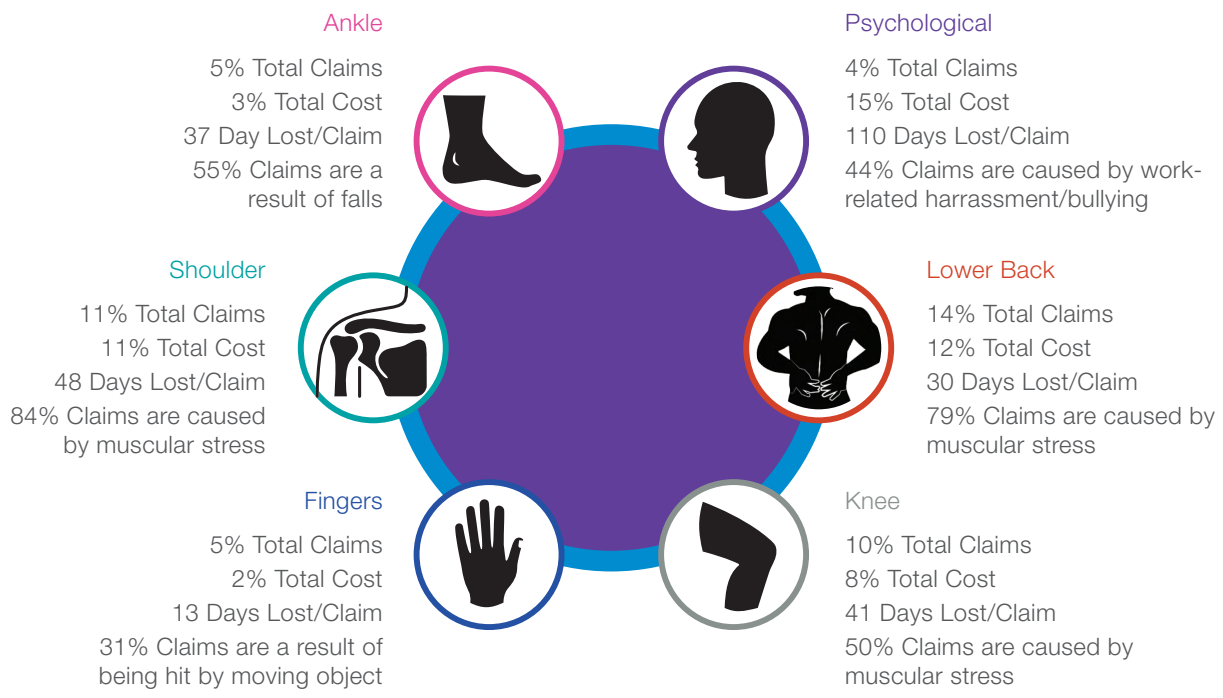 Ankle
5% Total Claims
3% Total Cost
37 Day Lost/Claim
55% Claims are a
result of falls
Psychological
4% Total Claims
15% Total Cost
110 Days Lost/Claim
44% Claims are caused by work-
related harrassment/bullying
Shoulder
11% Total Claims
11% Total Cost
48 Days Lost/Claim
84% Claims are caused
by muscular stress
Lower Back
14% Total Claims
12% Total Cost
30 Days Lost/Claim
79% Claims are caused by
muscular stress
Fingers
5% Total Claims
2% Total Cost
13 Days Lost/Claim
31% Claims are a result of
being hit by moving object
Knee
10% Total Claims
8% Total Cost
41 Days Lost/Claim
50% Claims are caused by
muscular stress